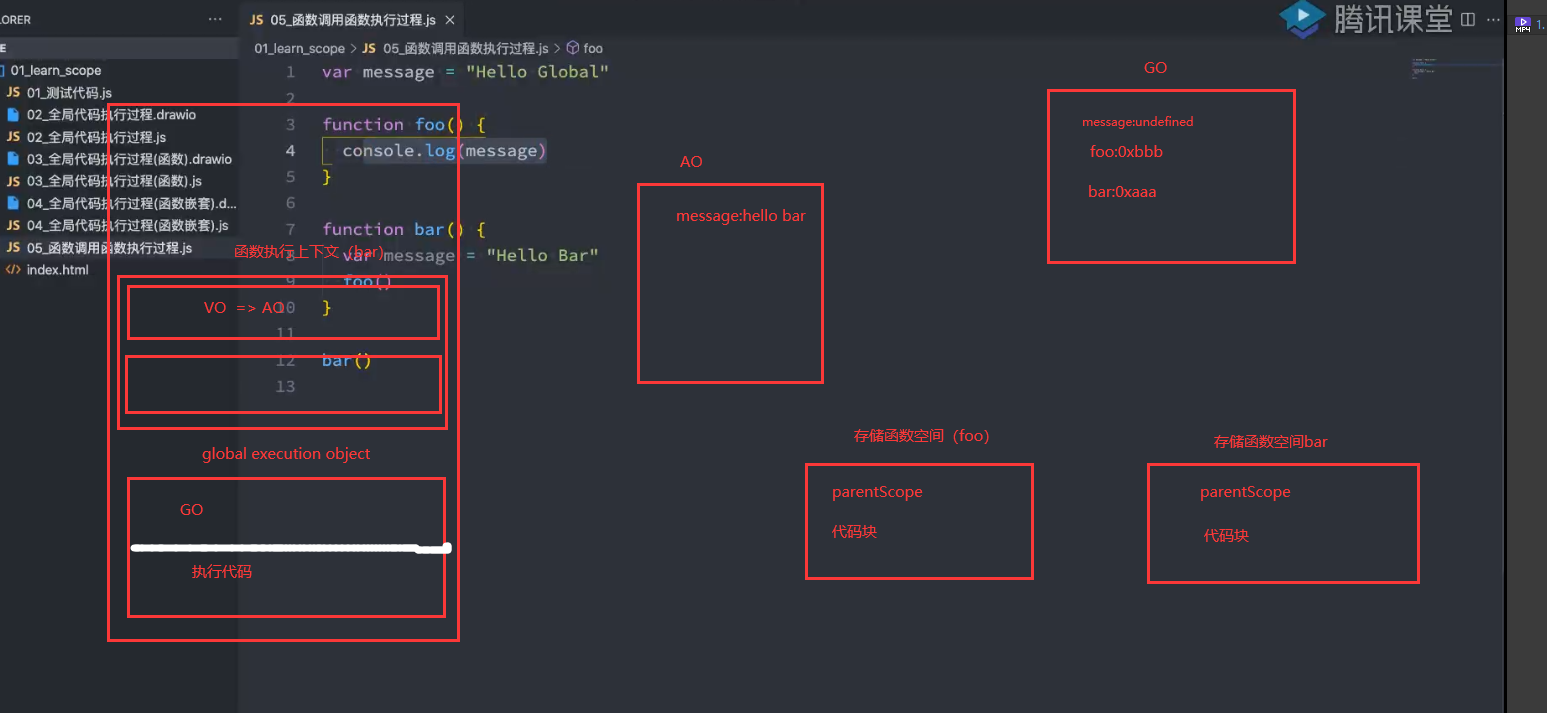 LORER
···
JS 05_函数调用函数执行过程.js ×
腾讯课堂
···
MP4
1.
E
01_learn_scope > JS 05_函数调用函数执行过程.js > foo
01_learn_scope
JS 01_测试代码.js
02_全局代码执行过程.drawio
JS 02_全局代码执行过程.js
03_全局代码执行过程(函数).drawio
JS 03_全局代码执行过程(函数).js
04_全局代码执行过程(函数嵌套).d...
JS 04_全局代码执行过程(函数嵌套).js
JS 05_函数调用函数执行过程.js
</> index.html
1 var message = "Hello Global"
2
3 function foo() {
4 console.log(message)
5 }
6
7 function bar() {
8 var message = "Hello Bar"
9 foo()
10 }
11
12 bar()
13
函数执行上下文（bar）
VO => AO
global execution object
GO
执行代码
AO
message:hello bar
GO
message:undefined
foo:0xbbb
bar:0xaaa
存储函数空间（foo）
parentScope
代码块
存储函数空间bar
parentScope
代码块